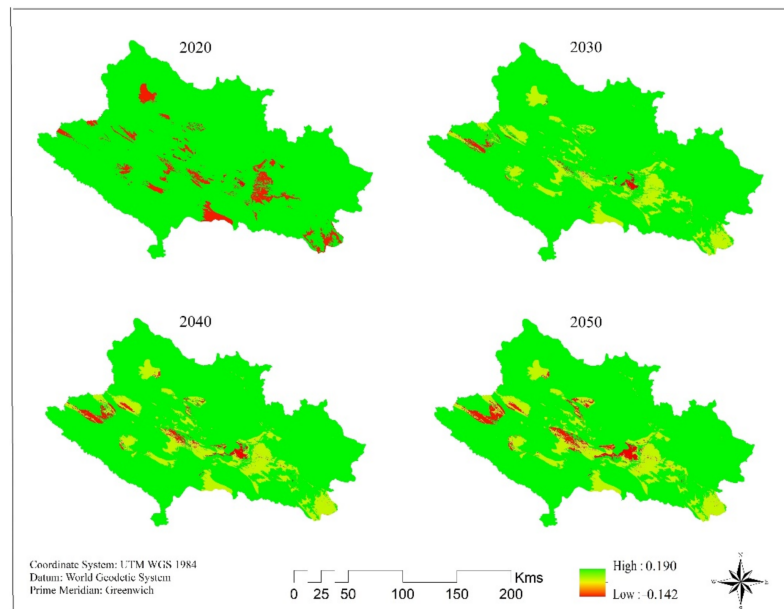 2020
2030
2040
2050
Coordinate System: UTM WGS 1984
Datum: World Geodetic System
Prime Meridian: Greenwich
0 25 50 100 150 200 Kms
High : 0.190
Low : -0.142
N
W E
S